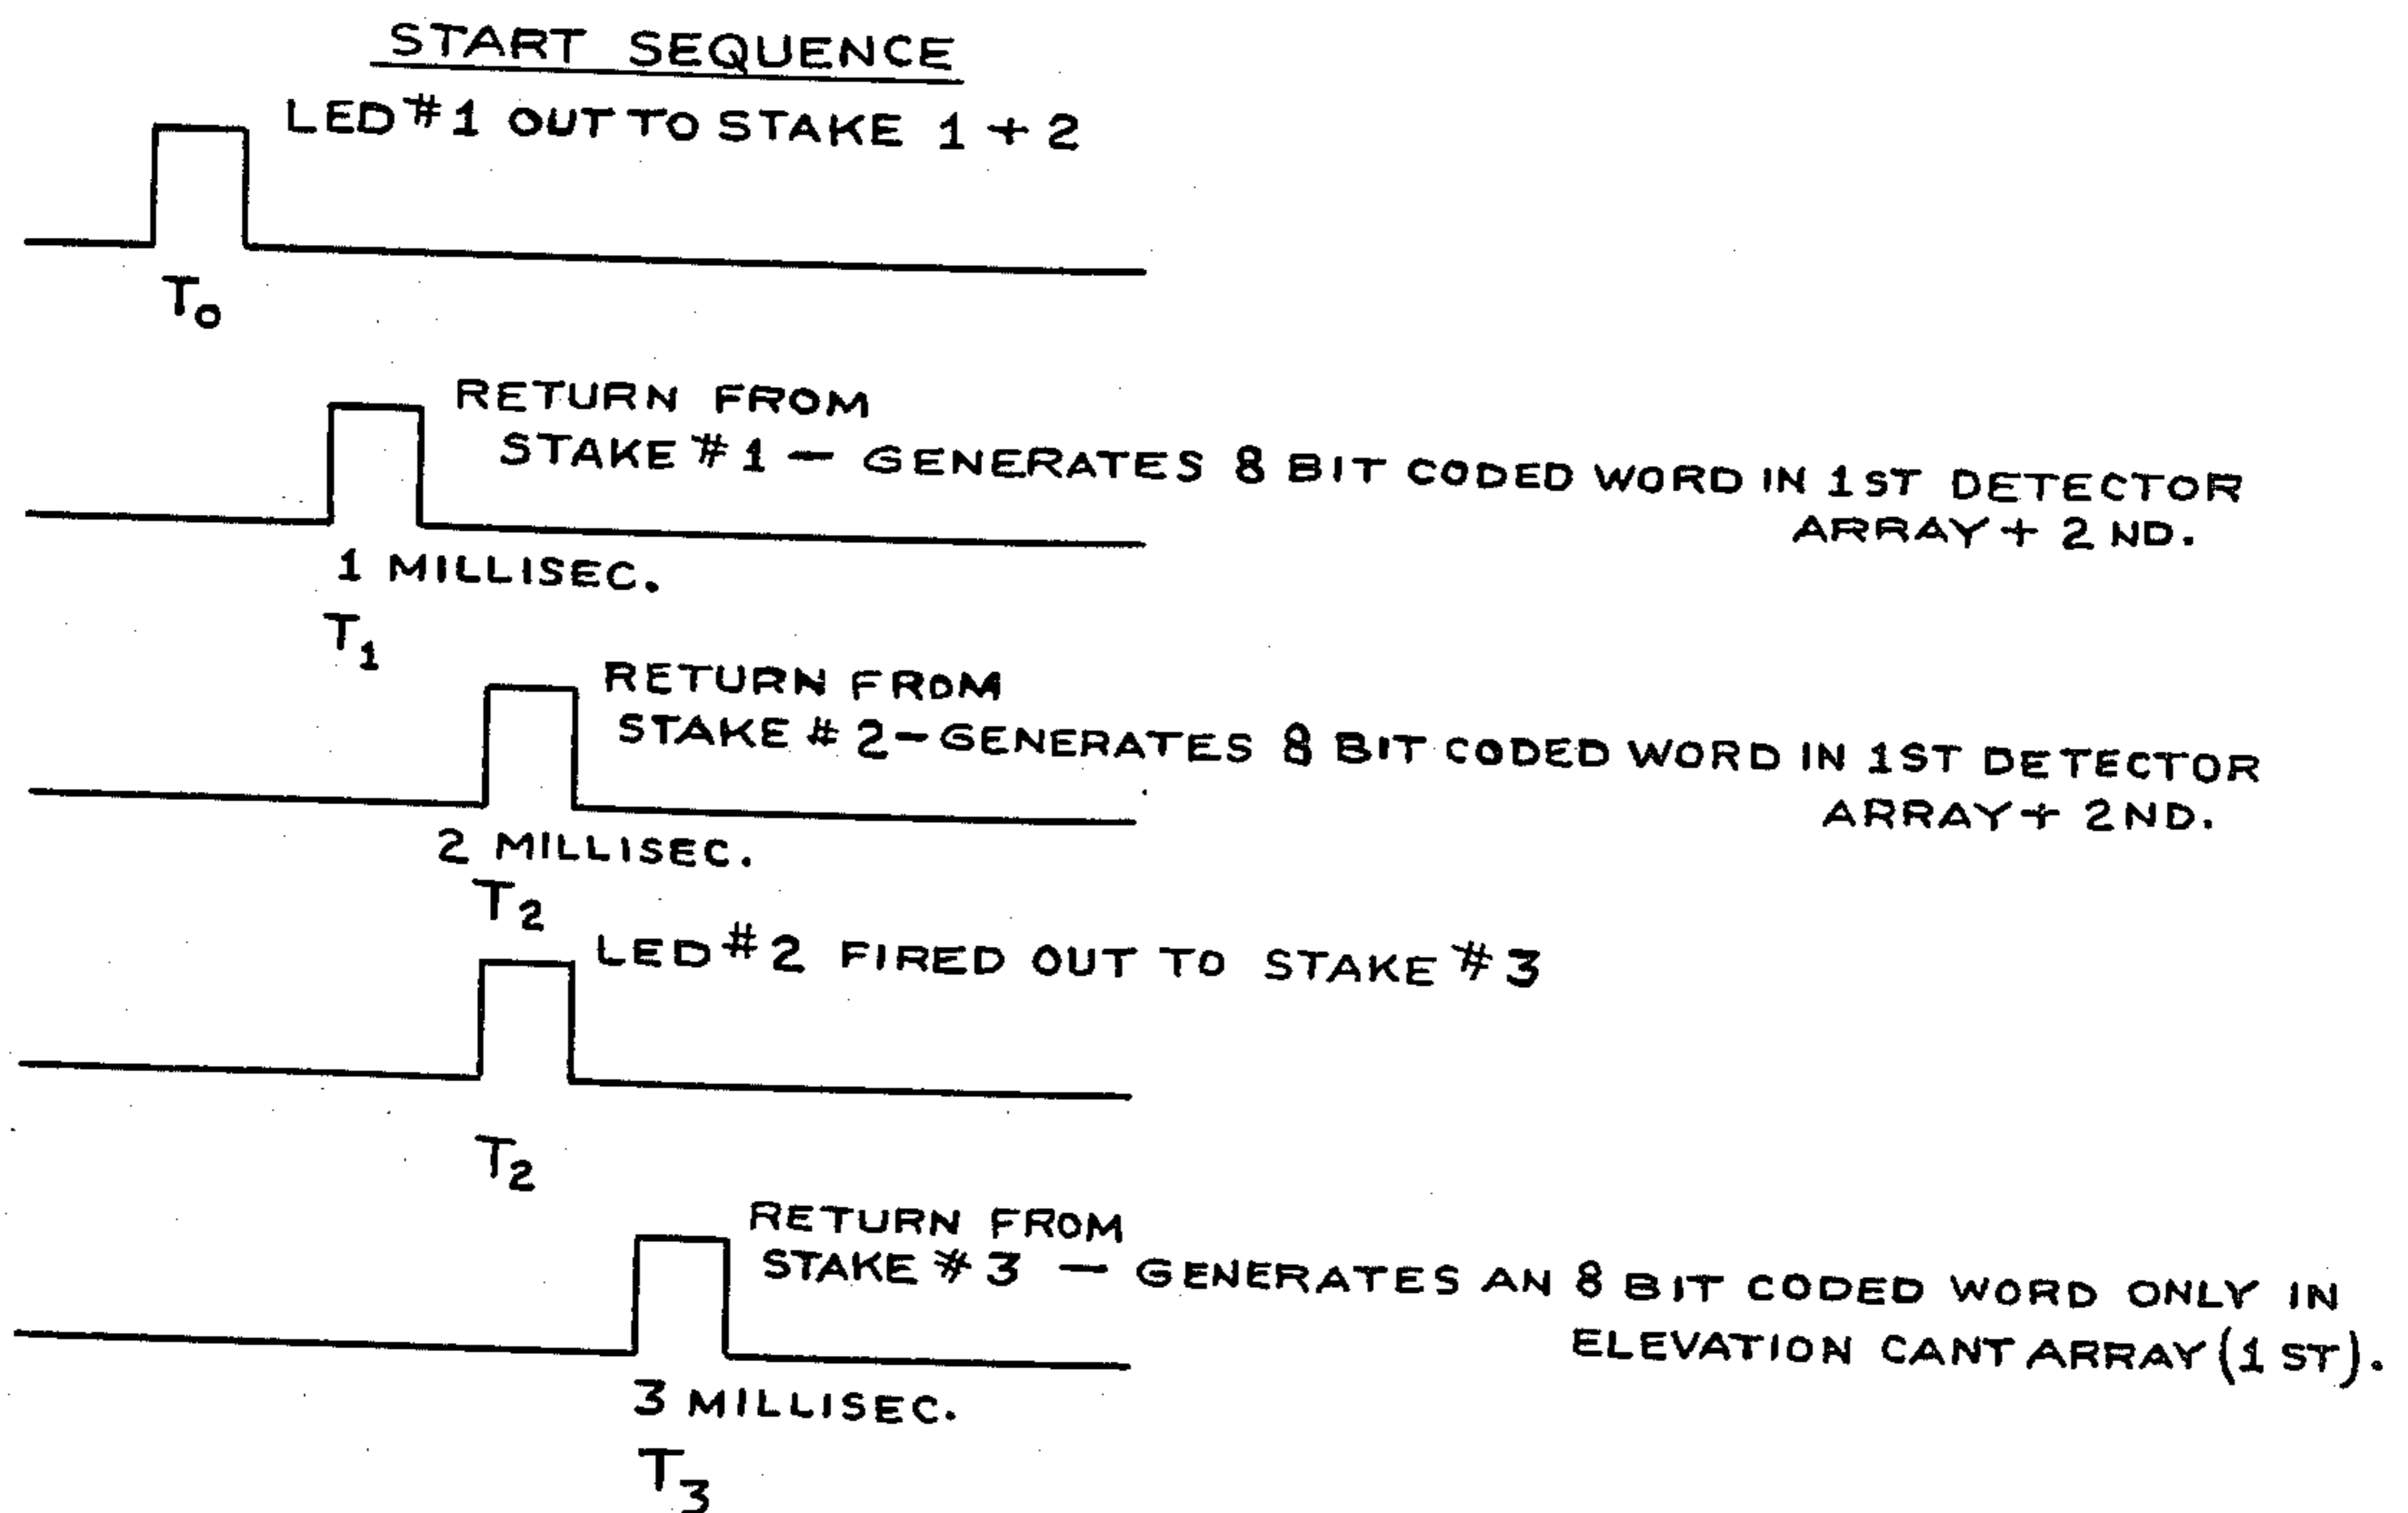 START SEQUENCE
LED #1 OUT TO STAKE 1 + 2
T0
RETURN FROM
STAKE #1 — GENERATES 8 BIT CODED WORD IN 1ST DETECTOR
ARRAY + 2 ND.
1 MILLISEC.
T1
RETURN FROM
STAKE # 2 - GENERATES 8 BIT CODED WORD IN 1ST DETECTOR
ARRAY + 2ND.
2 MILLISEC.
T2
LED #2 FIRED OUT TO STAKE #3
T2
RETURN FROM
STAKE #3 — GENERATES AN 8 BIT CODED WORD ONLY IN
ELEVATION CANT ARRAY (1 ST).
3 MILLISEC.
T3